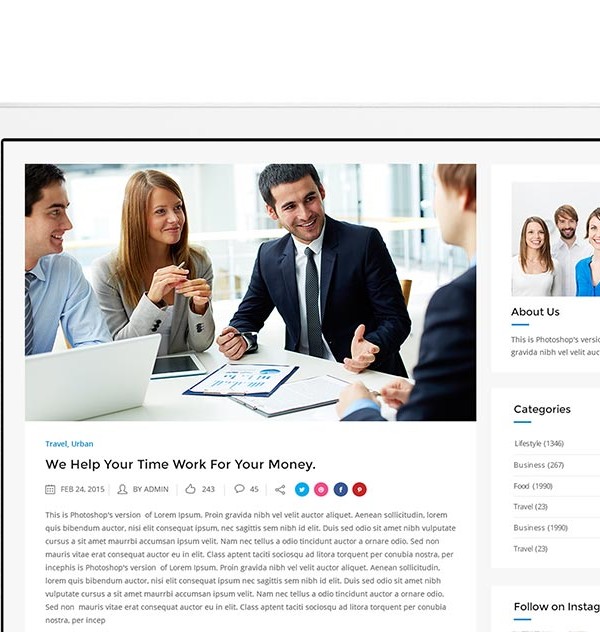 Travel, Urban
We Help Your Time Work For Your Money.
FEB 24, 2015 BY ADMIN 243 45
This is Photoshop's version of Lorem Ipsum. Proin gravida nibh vel velit auctor aliquet. Aenean sollicitudin, lorem
quis bibendum auctor, nisi elit consequat ipsum, nec sagittis sem nibh id elit. Duis sed odio sit amet nibh vulputate
cursus a sit amet maurrbi accumsan ipsum velit. Nam nec tellus a odio tincidunt auctor a ornare odio. Sed non
mauris vitae erat consequat auctor eu in elit. Class aptent taciti sociosqu ad litora torquent per conubia nostra, per
incephis is Photoshop's version of Lorem Ipsum. Proin gravida nibh vel velit auctor aliquet. Aenean sollicitudin,
lorem quis bibendum auctor, nisi elit consequat ipsum nec sagittis sem nibh id elit. Duis sed odio sit amet nibh
vulputate cursus a sit amet maurrbi accumsan ipsum velit. Nam nec tellus a odio tincidunt auctor a ornare odio.
Sed non mauris vitae erat consequat auctor eu in elit. Class aptent taciti sociosqu ad litora torquent per conubia
nostra, per incep
About Us
This is Photoshop's versio
gravida nibh vel velit auc
Categories
Lifestyle (1346)
Business (267)
Food (1990)
Travel (23)
Business (1990)
Travel (23)
Follow on Instag